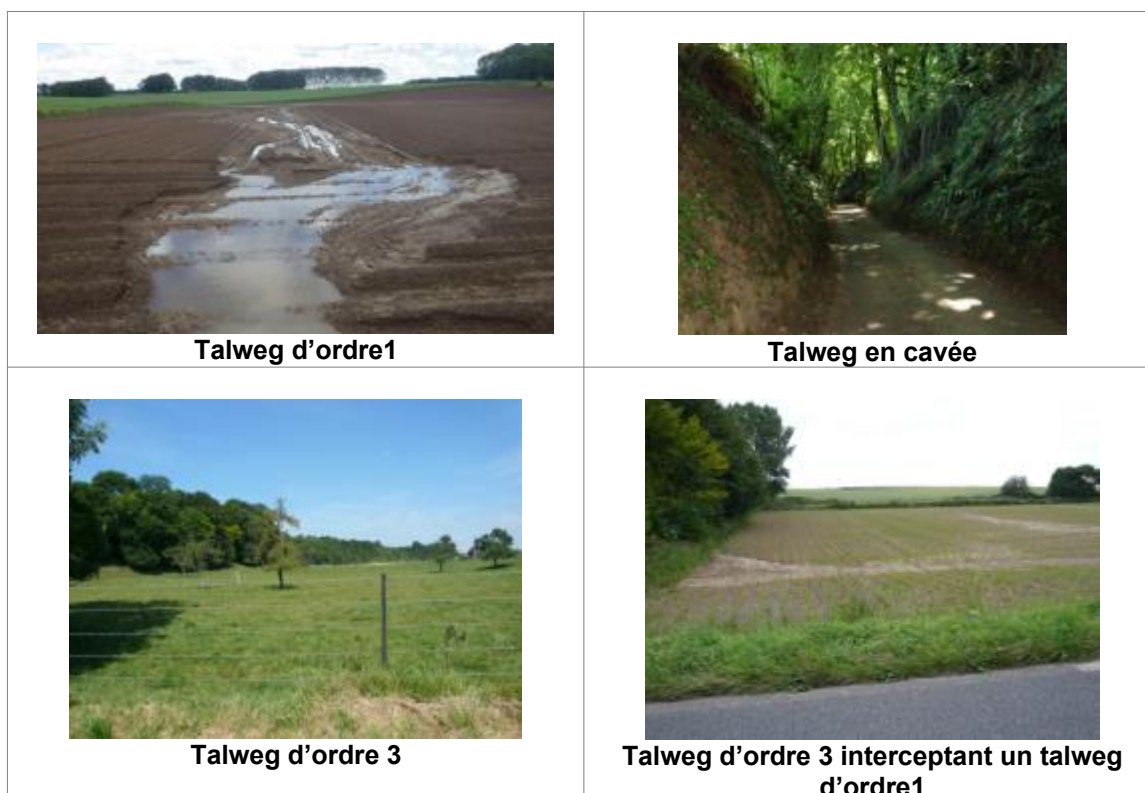 Talweg d'ordre1
Talweg en cavée
Talweg d'ordre 3
Talweg d'ordre 3 interceptant un talweg
d'ordre1